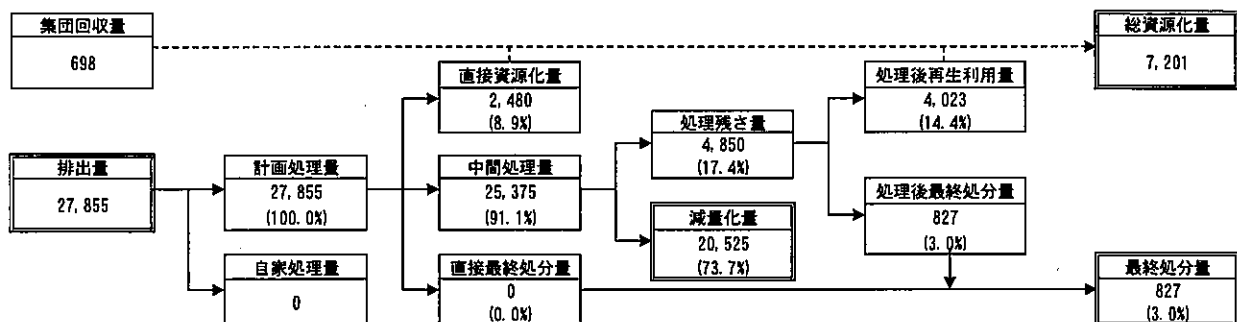 集団回収量
698
総資源化量
7,201
直接資源化量
2,480
(8.9%)
処理後再生利用量
4,023
(14.4%)
処理残さ量
4,850
(17.4%)
排出量
27,855
計画処理量
27,855
(100.0%)
中間処理量
25,375
(91.1%)
減量化量
20,525
(73.7%)
処理後最終処分量
827
(3.0%)
自家処理量
0
直接最終処分量
0
(0.0%)
最終処分量
827
(3.0%)